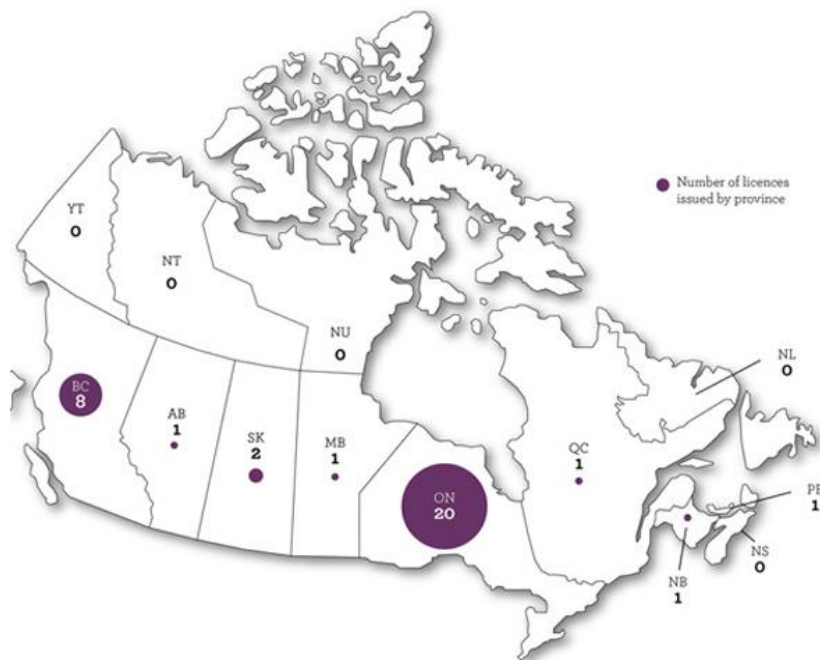 Number of licences
issued by province
YT
0
NT
0
NU
0
NL
0
BC
8
AB
1
SK
2
MB
1
ON
20
QC
1
PE
1
NS
0
NB
1